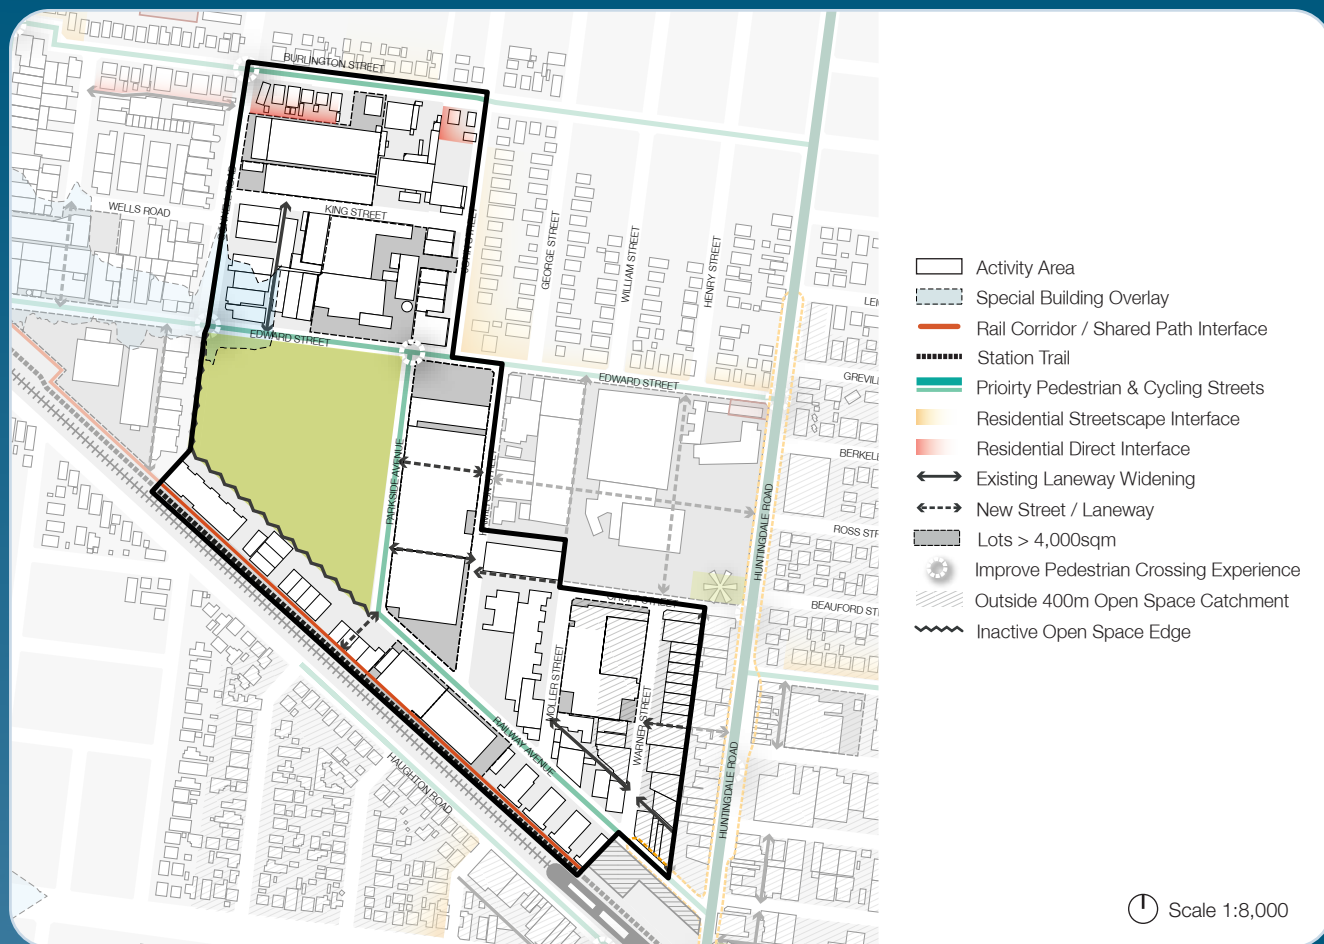 BURLINGTON STREET
WELLS ROAD
KING STREET
GEORGE STREET
WILLIAM STREET
HENRY STREET
EDWARD STREET
EDWARD STREET
GREVIL
BERKEL
PARKSIDE AVENUE
HUNTINGDALE ROAD
ROSS STR
BEAUFORD ST
MOLLER STREET
WARNER STREET
RAILWAY AVENUE
HAUGHTON ROAD
HUNTINGDALE ROAD
Activity Area
Special Building Overlay
Rail Corridor / Shared Path Interface
Station Trail
Prioirty Pedestrian & Cycling Streets
Residential Streetscape Interface
Residential Direct Interface
Existing Laneway Widening
New Street / Laneway
Lots > 4,000sqm
Improve Pedestrian Crossing Experience
Outside 400m Open Space Catchment
Inactive Open Space Edge
Scale 1:8,000